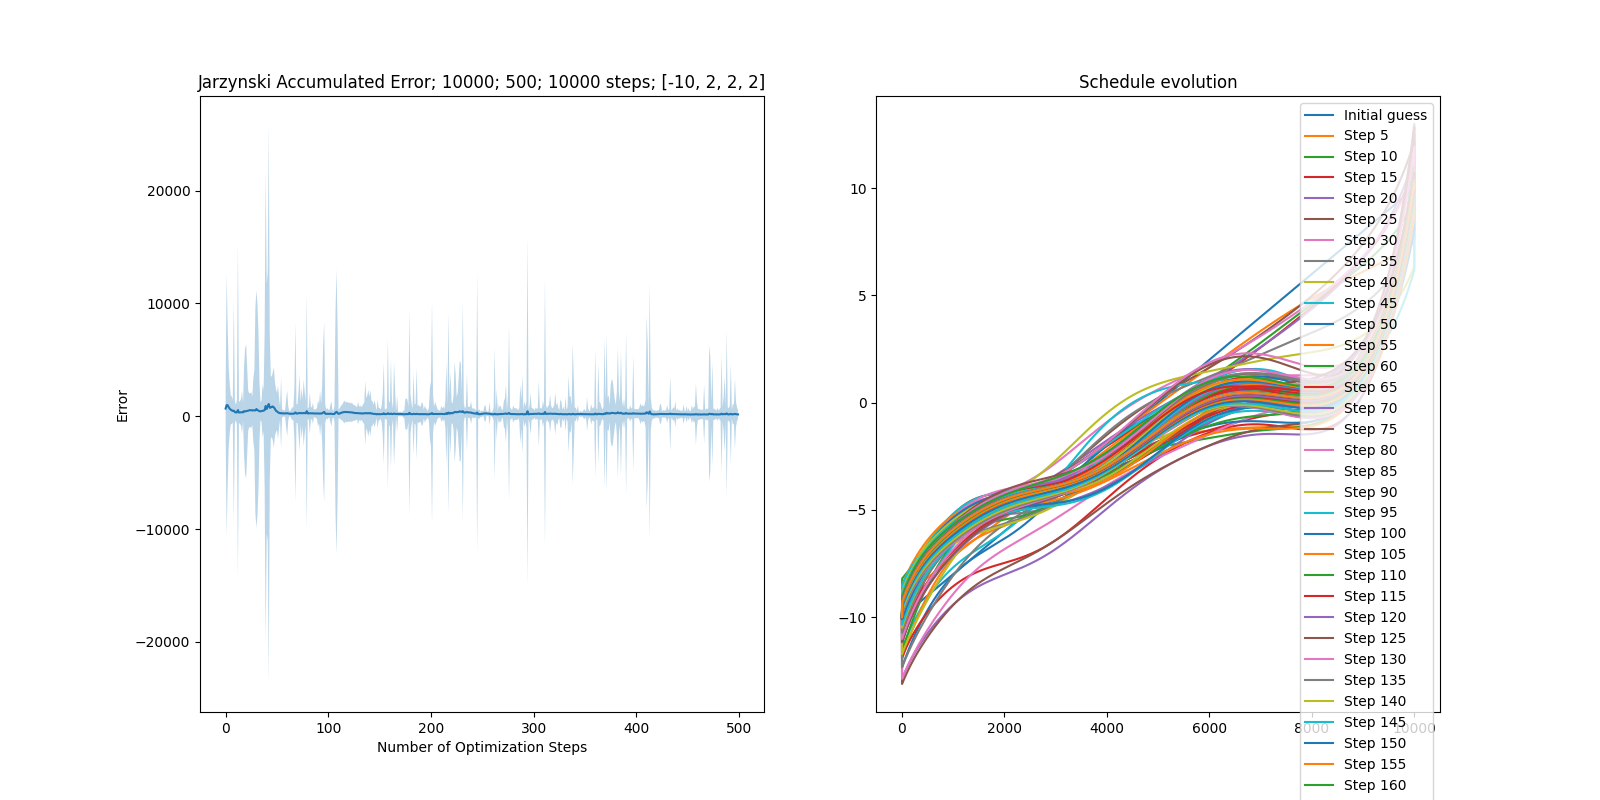 Jarzynski Accumulated Error; 10000; 500; 10000 steps; [-10, 2, 2, 2]
Error
20000
10000
0
−10000
−20000
0
100
200
300
400
500
Number of Optimization Steps
Schedule evolution
10
5
0
−5
−10
0
2000
4000
6000
8000
10000
Initial guess
Step 5
Step 10
Step 15
Step 20
Step 25
Step 30
Step 35
Step 40
Step 45
Step 50
Step 55
Step 60
Step 65
Step 70
Step 75
Step 80
Step 85
Step 90
Step 95
Step 100
Step 105
Step 110
Step 115
Step 120
Step 125
Step 130
Step 135
Step 140
Step 145
Step 150
Step 155
Step 160